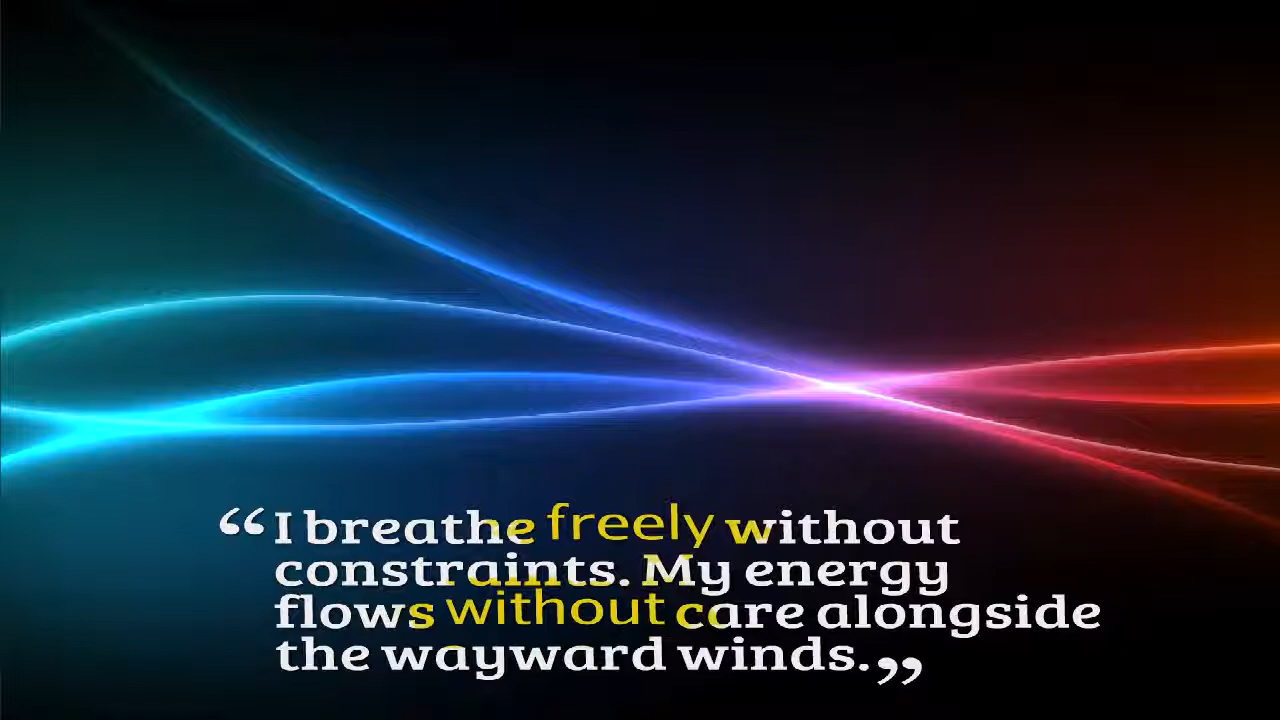 “I breathe freely without
constraints. My energy
flows without care alongside
the wayward winds.”